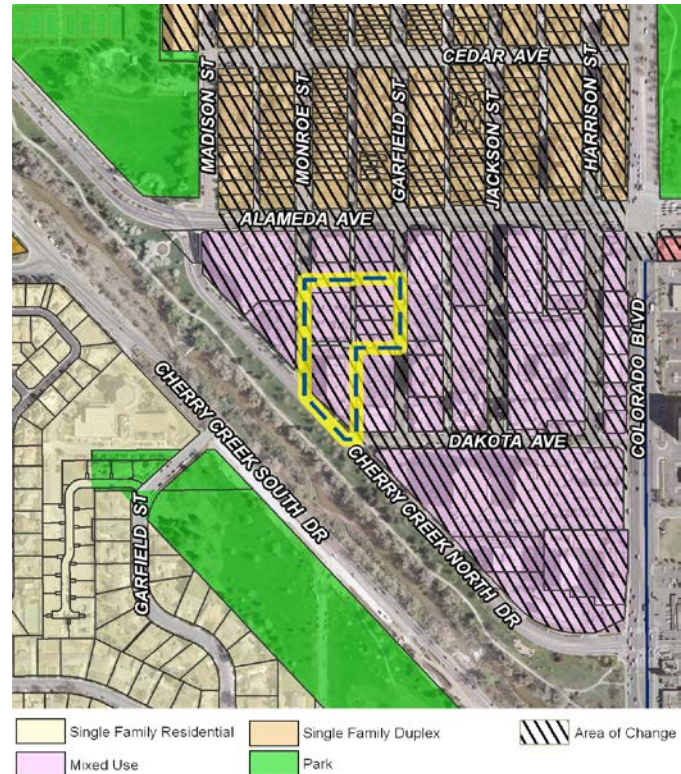 CEDAR AVE
MADISON ST
MONROE ST
GARFIELD ST
JACKSON ST
HARRISON ST
ALAMEDA AVE
COLORADO BLVD
DAKOTA AVE
CHERRY CREEK SOUTH DR
CHERRY CREEK NORTH DR
GARFIELD ST
Single Family Residential
Single Family Duplex
Area of Change
Mixed Use
Park